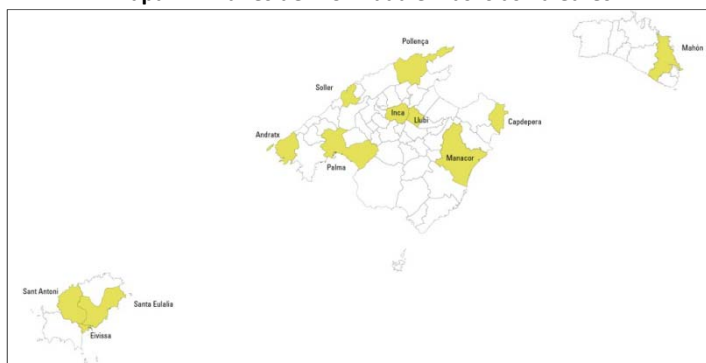 Pollença
Mahón
Soller
Inca
Llubí
Capdepera
Andratx
Manacor
Palma
Sant Antoni
Santa Eulalia
Eivissa